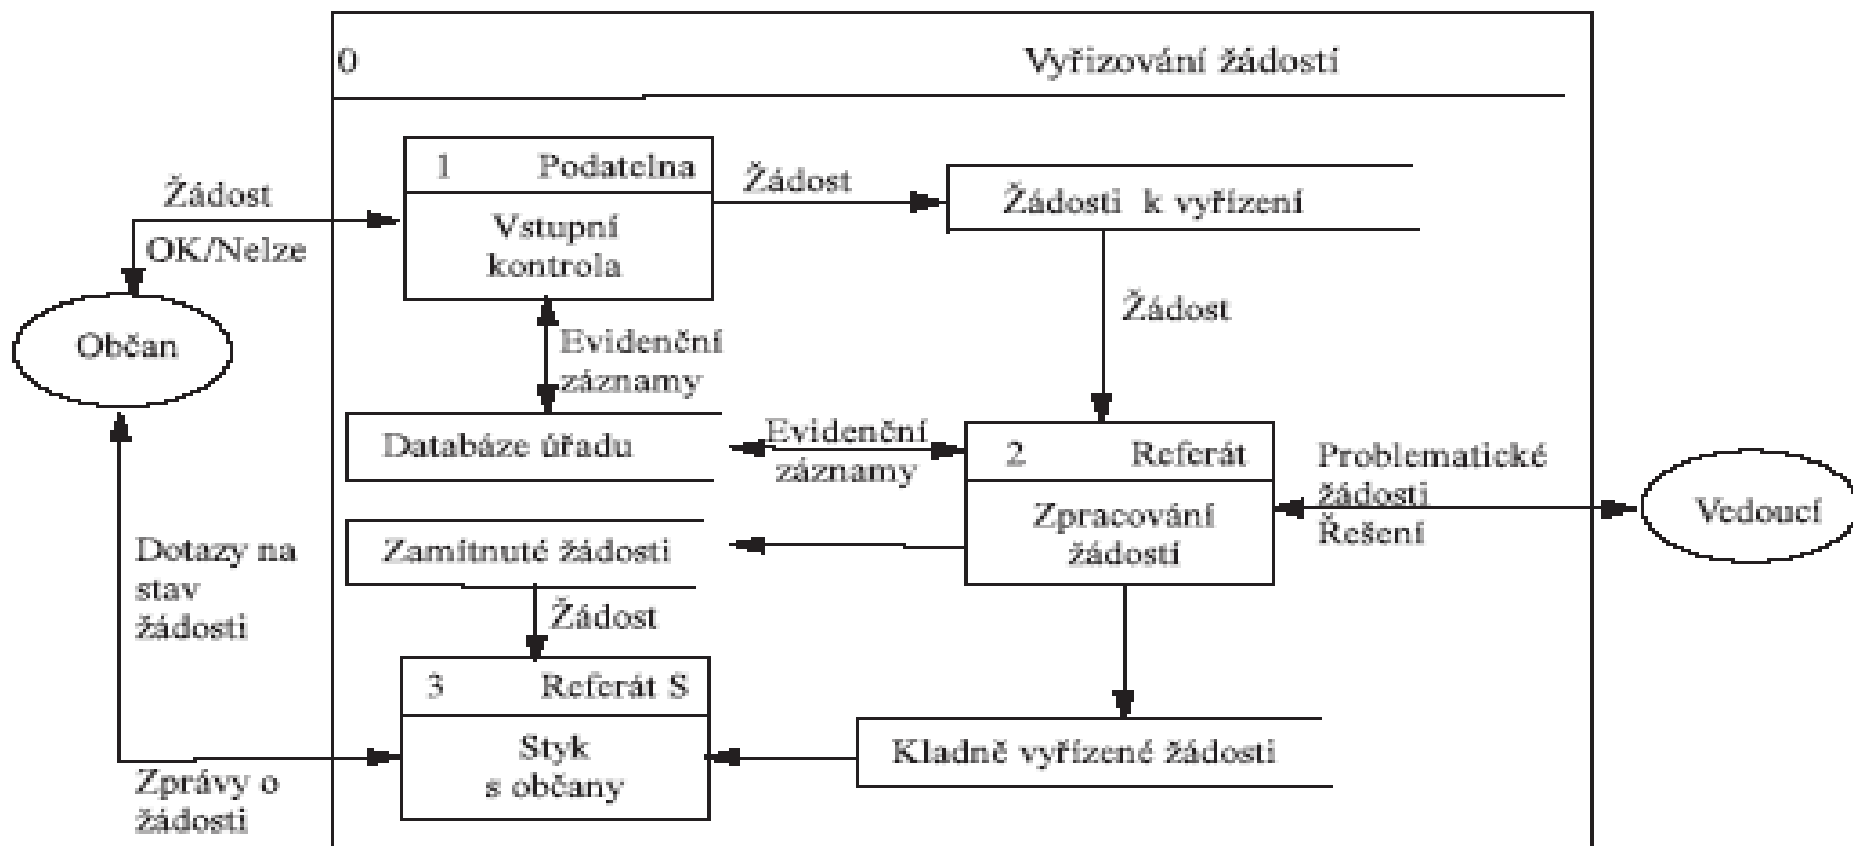 0 Vyřizování žádostí
1 Podatelna
Vstupní
kontrola
Žádost
OK/Nelze
Žádost
Žádosti k vyřízení
Žádost
Občan
Evidenční
záznamy
Databáze úřadu
Evidenční
záznamy
2 Referát
Zpracování
žádostí
Problematické
žádosti
Řešení
Vedoucí
Zamítnuté žádosti
Žádost
Dotazy na
stav
žádosti
3 Referát S
Styk
s občany
Kladně vyřízené žádosti
Zprávy o
žádosti